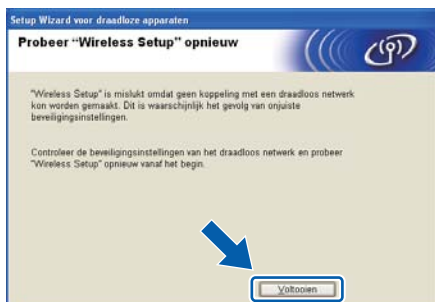 Setup Wizard voor draadloze apparaten
Probeer “Wireless Setup” opnieuw
"Wireless Setup" is mislukt omdat geen koppeling met een draadloos netwerk
kon worden gemaakt. Dit is waarschijnlijk het gevolg van onjuiste
beveiligingsinstellingen.
Controleer de beveiligingsinstellingen van het draadloos netwerk en probeer
"Wireless Setup" opnieuw vanaf het begin.
Voltooien